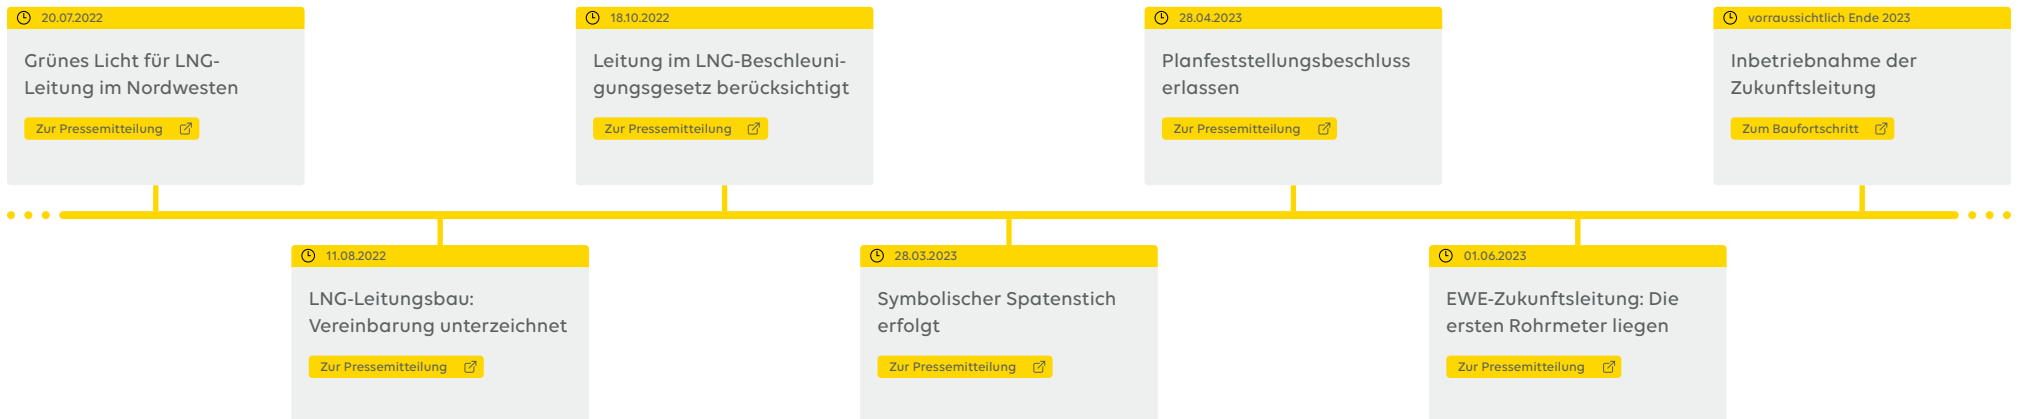 20.07.2022
Grünes Licht für LNG-
Leitung im Nordwesten
Zur Pressemitteilung
11.08.2022
LNG-Leitungsbau:
Vereinbarung unterzeichnet
Zur Pressemitteilung
18.10.2022
Leitung im LNG-Beschleuni-
gungsgesetz berücksichtigt
Zur Pressemitteilung
28.03.2023
Symbolischer Spatenstich
erfolgt
Zur Pressemitteilung
28.04.2023
Planfeststellungsbeschluss
erlassen
Zur Pressemitteilung
01.06.2023
EWE-Zukunftsleitung: Die
ersten Rohrmeter liegen
Zur Pressemitteilung
vorraussichtlich Ende 2023
Inbetriebnahme der
Zukunftsleitung
Zum Baufortschritt